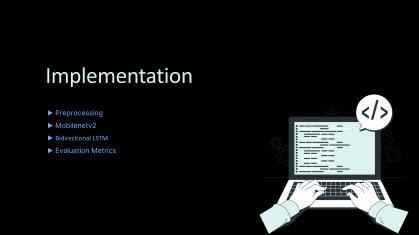 Implementation
Preprocessing
Mobilenetv2
Bidirectional LSTM
Evaluation Metrics
</>